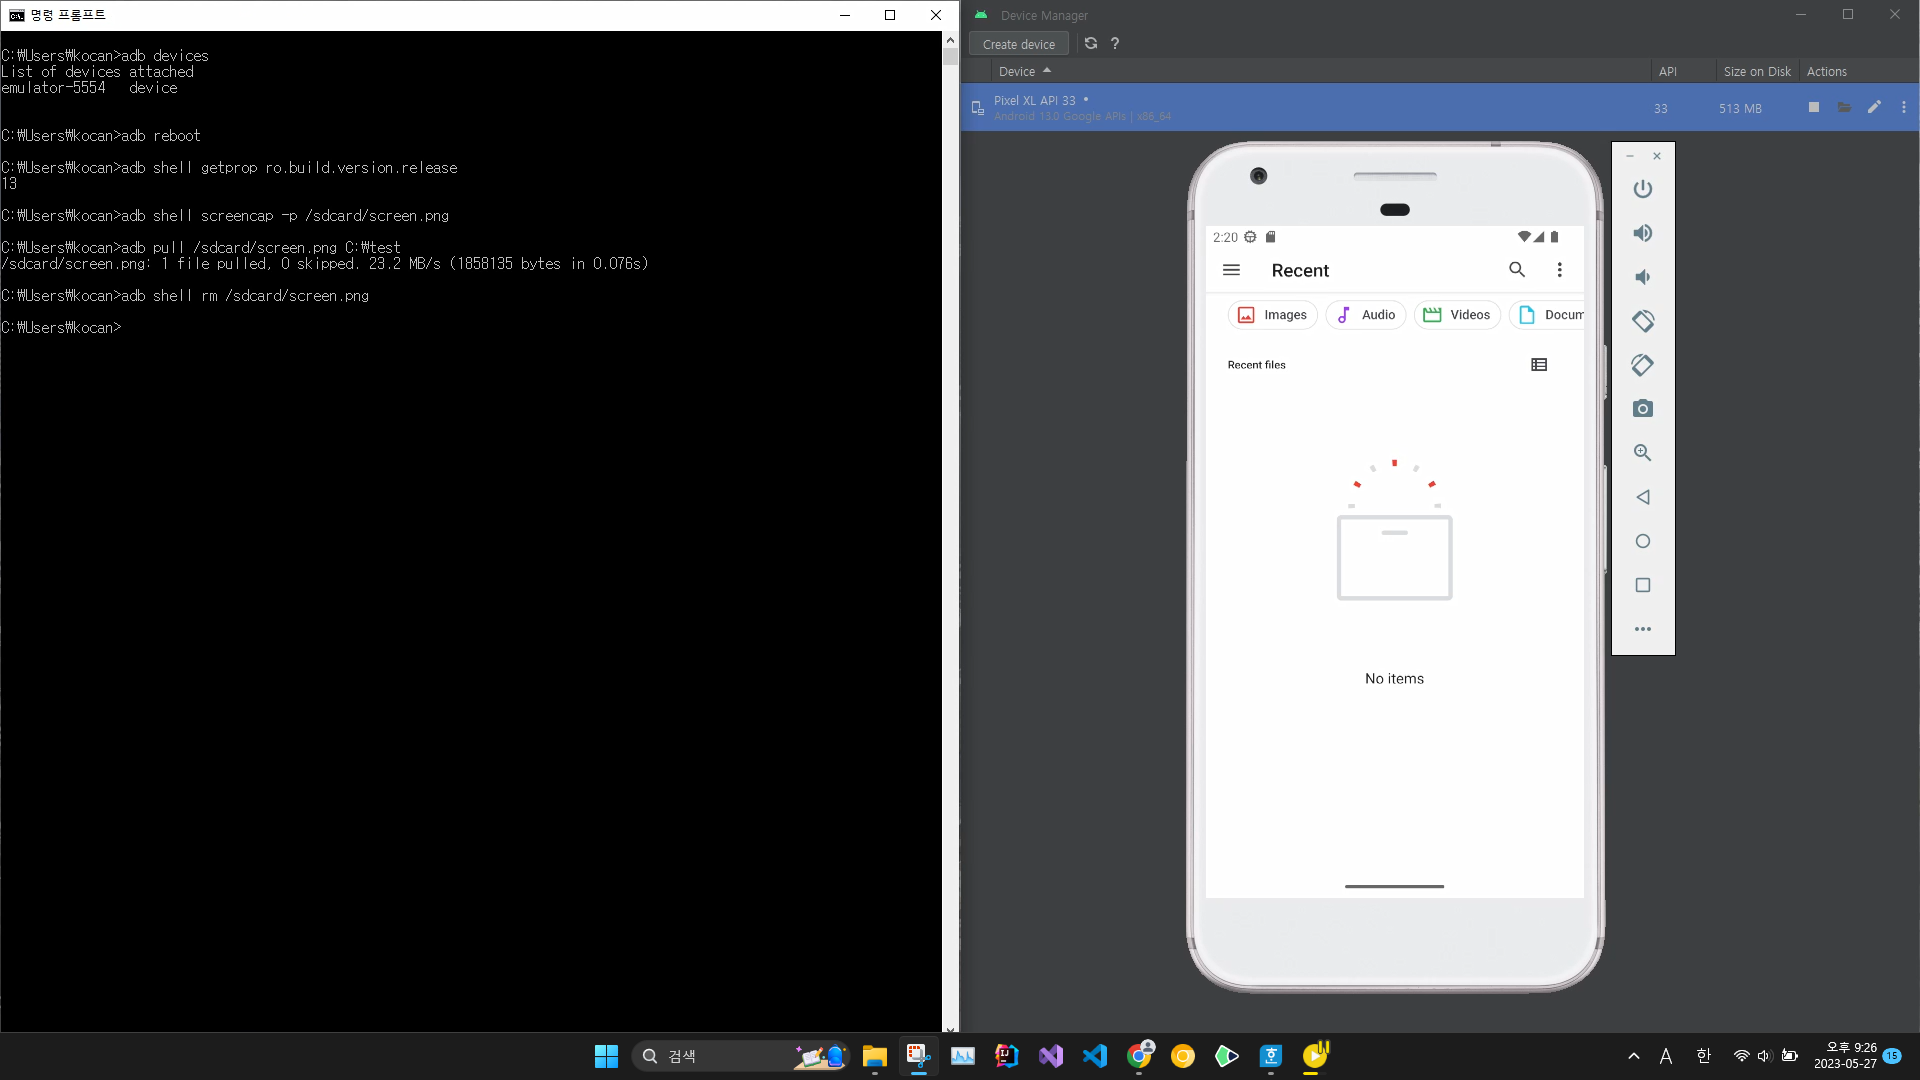 명령 프롬프트
C:₩Users₩kocan>adb devices
List of devices attached
emulator-5554   device
C:₩Users₩kocan>adb reboot
C:₩Users₩kocan>adb shell getprop ro.build.version.release
13
C:₩Users₩kocan>adb shell screencap -p /sdcard/screen.png
C:₩Users₩kocan>adb pull /sdcard/screen.png C:₩test
/sdcard/screen.png: 1 file pulled, 0 skipped. 23.2 MB/s (1858135 bytes in 0.076s)
C:₩Users₩kocan>adb shell rm /sdcard/screen.png
C:₩Users₩kocan>
Device Manager
Create device
?
Device API Size on Disk Actions
Pixel XL API 33 •
Android 13.0 Google APIs | x86_64
33 513 MB
2:20
Recent
Images Audio Videos Docum
Recent files
No items
검색
A 한
오후 9:26
2023-05-27
15